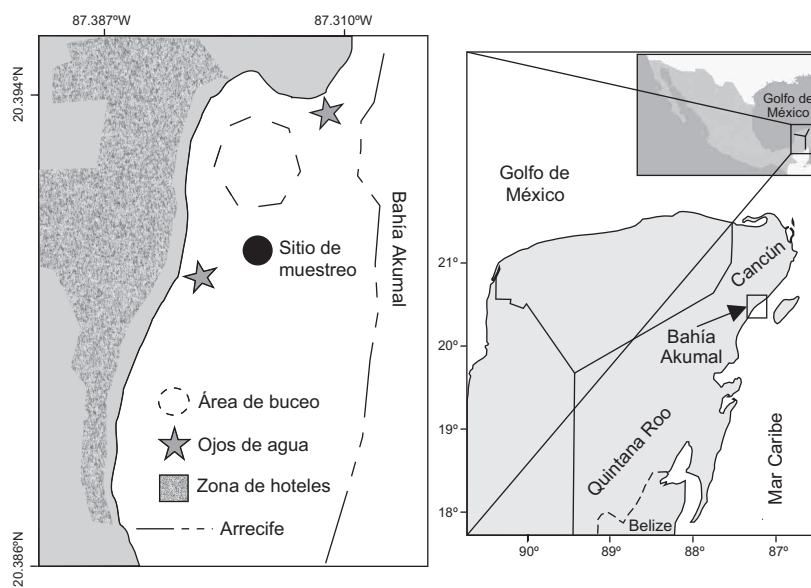 87.387ºW
87.310ºW
20.394ºN
20.386ºN
Bahía Akumal
Sitio de
muestreo
Área de buceo
Ojos de agua
Zona de hoteles
Arrecife
Golfo de
México
Golfo de
México
21º
20º
19º
18º
90º
89º
88º
87º
Cancún
Bahía
Akumal
Quintana Roo
Mar Caribe
Belize